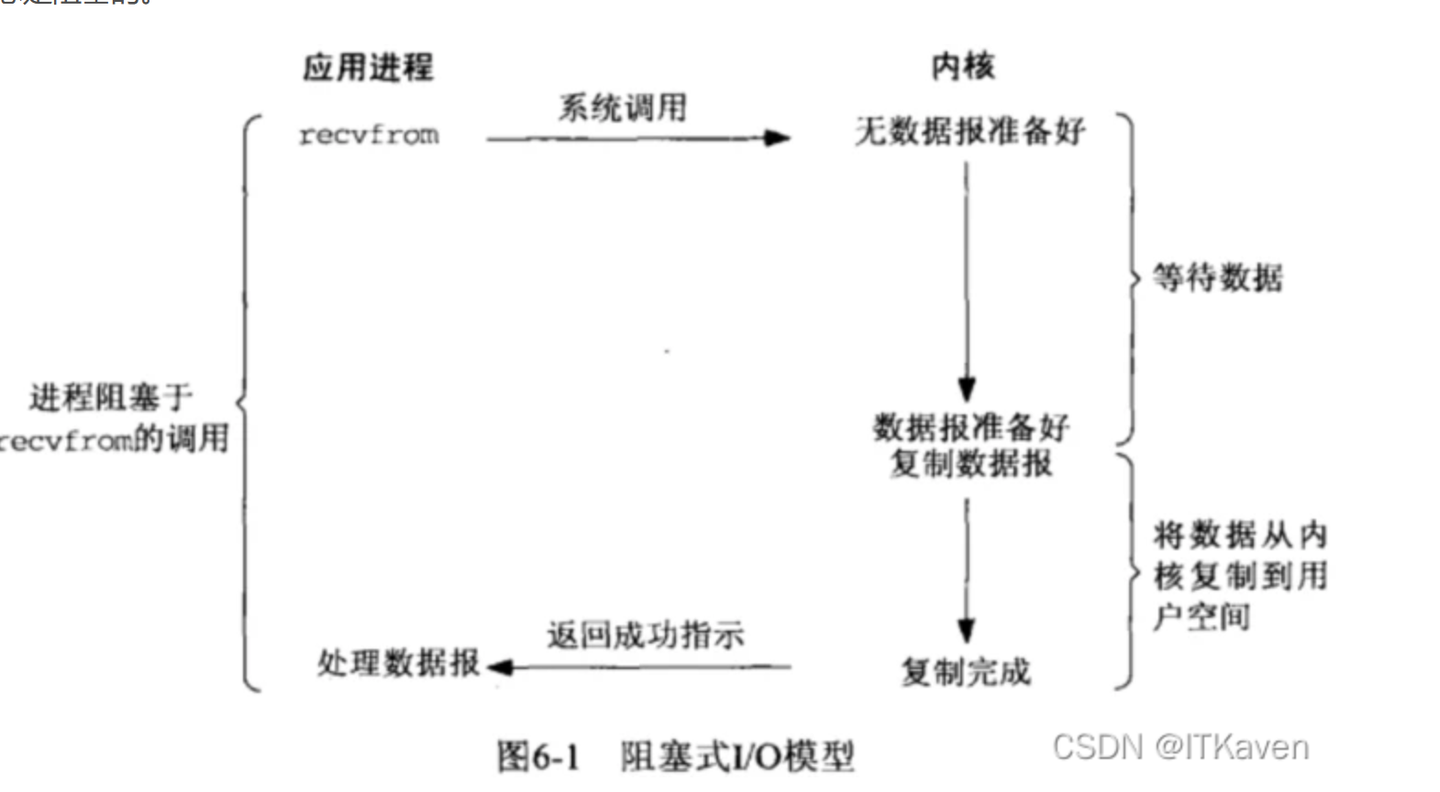 应用进程
内核
系统调用
recvfrom
无数据报准备好
等待数据
进程阻塞于
recvfrom的调用
数据报准备好
复制数据报
将数据从内
核复制到用
户空间
返回成功指示
处理数据报
复制完成
图6-1 阻塞式I/O模型
CSDN @ITKaven